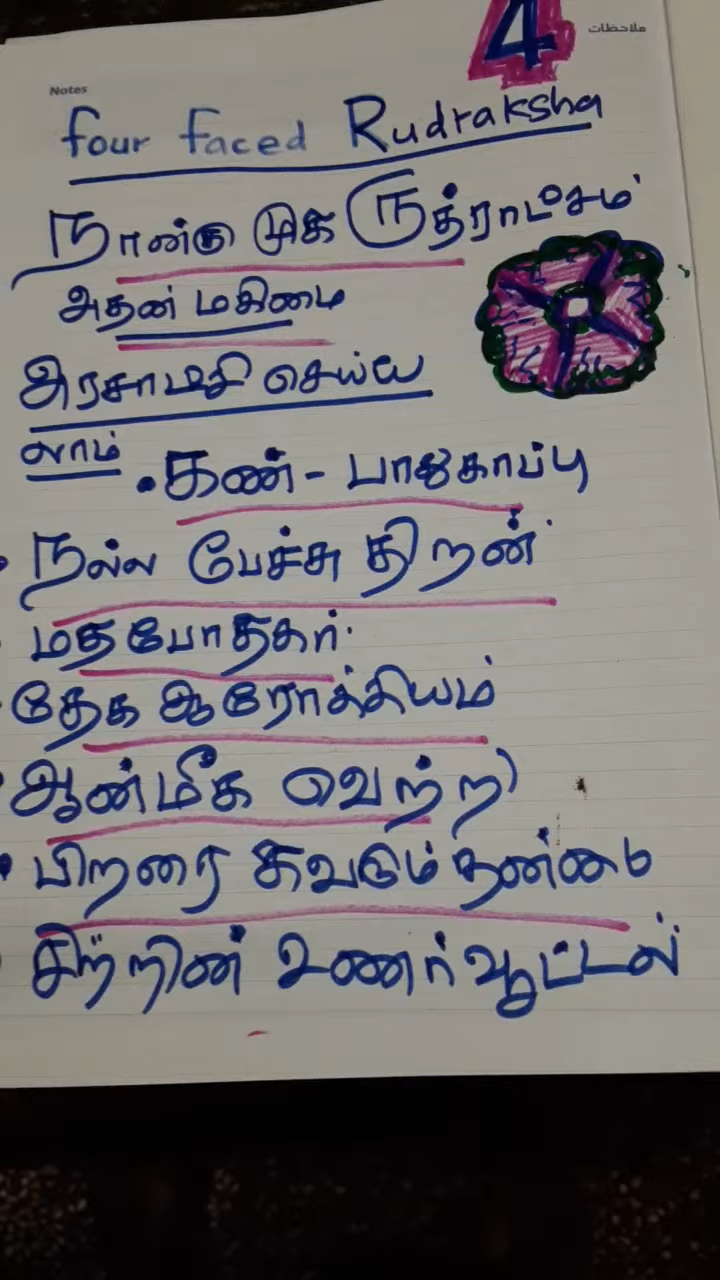 4
Notes
ملاحظات
four faced Rudraksha
நான்கு முக ருத்ராட்சம்
அதன் மகிமை
அரசாட்சி செய்ய
லாம்
• கண் - பாதுகாப்பு
• நல்ல பேச்சு திறன்
• மத போதகர்.
• தேக ஆரோக்கியம்
• ஆன்மீக வெற்றி
• பிறரை கவரும் தன்மை
• சிற்றின் உணர்வூட்டல்